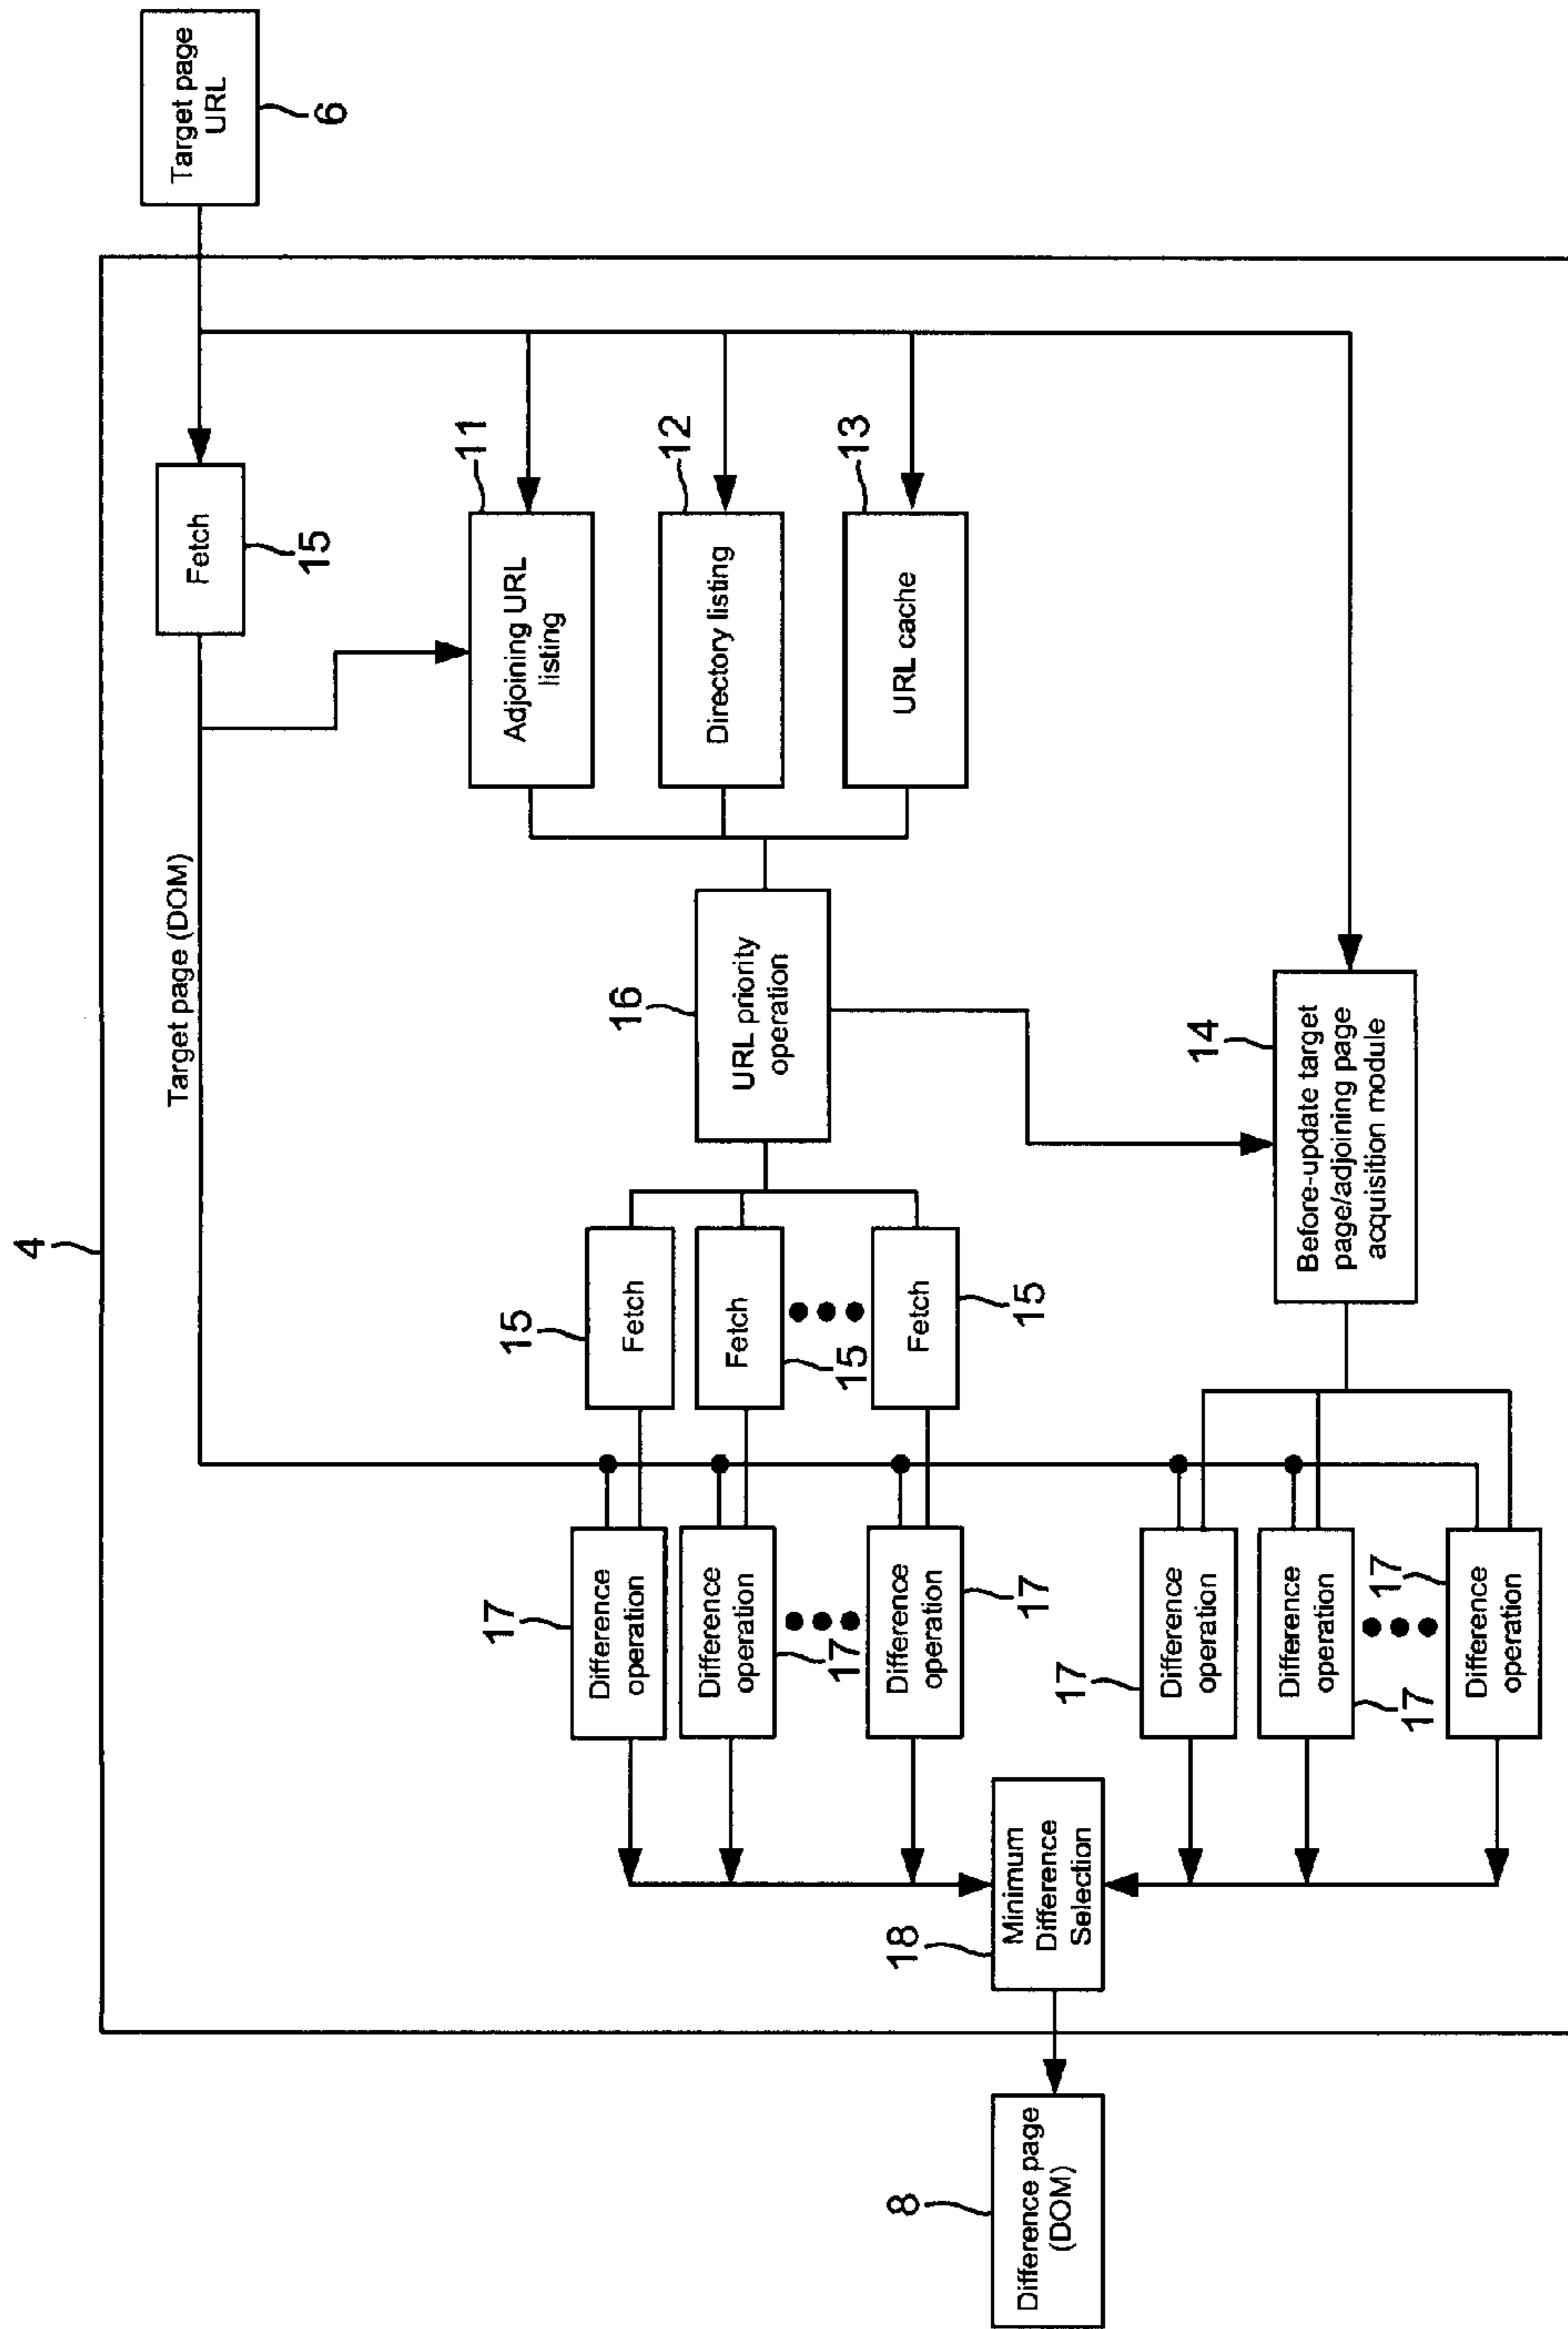 4
Target page
URL
6
Fetch
15
Target page (DOM)
11
Adjoining URL
listing
12
Directory listing
13
URL cache
16
URL priority
operation
14
Before-update target
page/adjoining page
acquisition module
15
Fetch
Fetch
15
Fetch
15
17
Difference
operation
Difference
operation
17
Difference
operation
17
17
Difference
operation
Difference
operation
17
17
Difference
operation
18
Minimum
Difference
Selection
8
Difference page
(DOM)